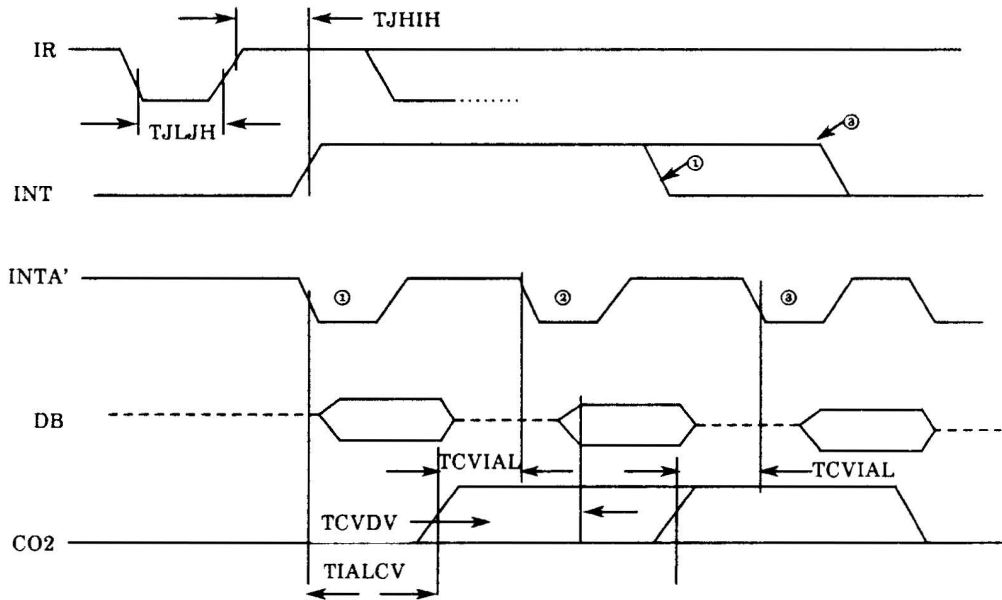 TJHIH
IR
TJLJH
③
①
INT
INTA'
① ② ③
DB
TCVIAL
TCVIAL
TCVDV
CO2
TIALCV